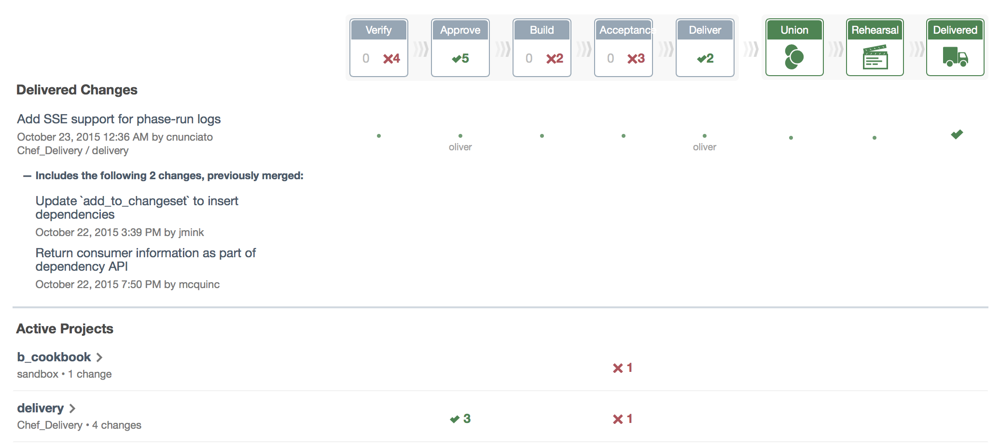 Verify Approve Build Acceptance Deliver Union Rehearsal Delivered
0 4 5 0 2 0 3 2
Delivered Changes
Add SSE support for phase-run logs
October 23, 2015 12:36 AM by cnunciato
Chef_Delivery / delivery
oliver oliver
– Includes the following 2 changes, previously merged:
Update `add_to_changeset` to insert
dependencies
October 22, 2015 3:39 PM by jmink
Return consumer information as part of
dependency API
October 22, 2015 7:50 PM by mcquinc
Active Projects
b_cookbook
sandbox • 1 change
1
delivery
Chef_Delivery • 4 changes
3 1